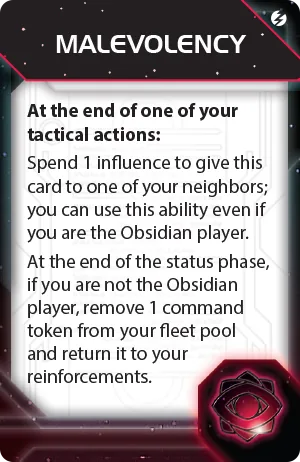 MALEVOLENCY
At the end of one of your
tactical actions:
Spend 1 influence to give this
card to one of your neighbors;
you can use this ability even if
you are the Obsidian player.
At the end of the status phase,
if you are not the Obsidian
player, remove 1 command
token from your fleet pool
and return it to your
reinforcements.